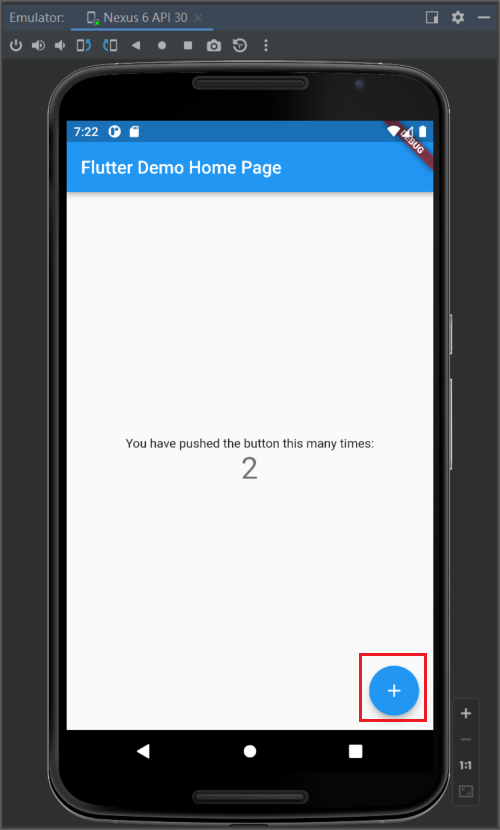 Emulator: Nexus 6 API 30
7:22
DEBUG
Flutter Demo Home Page
You have pushed the button this many times:
2
+
1:1